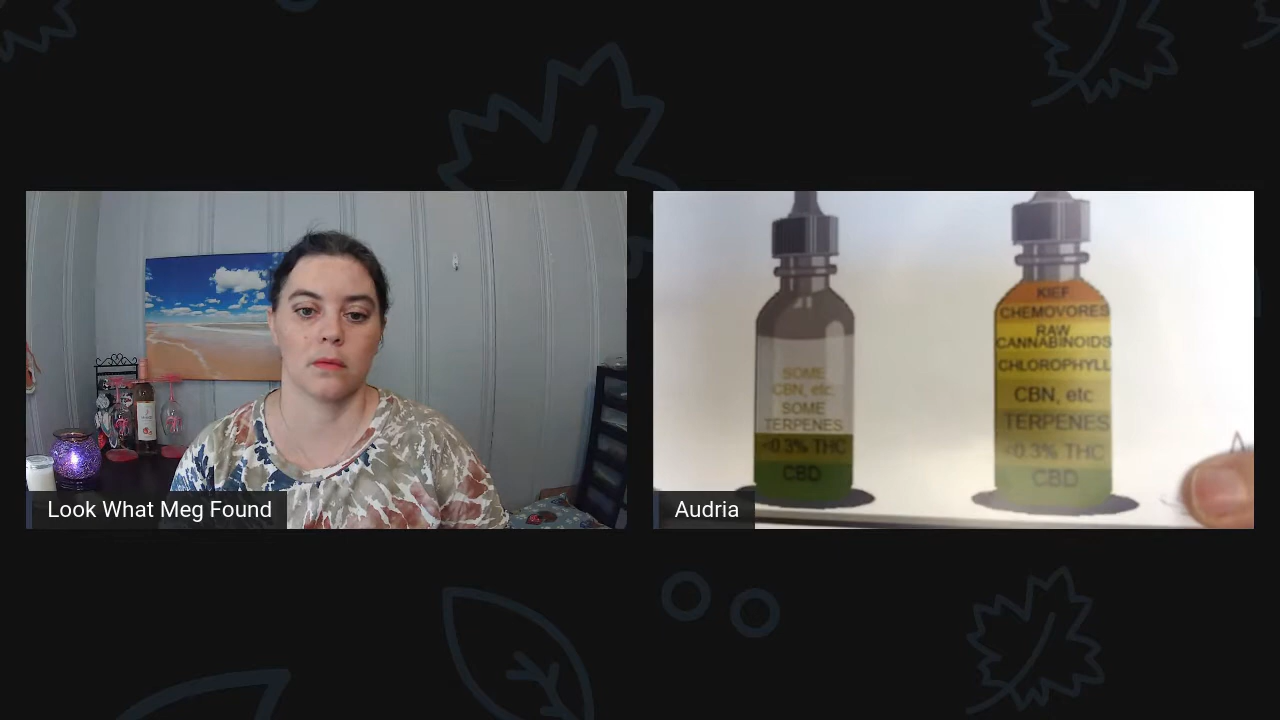 Look What Meg Found
SOME
CBN, etc.
SOME
TERPENES
<0.3% THC
CBD
KIEF
CHEMOVORES
RAW
CANNABINOIDS
CHLOROPHYLL
CBN, etc
TERPENES
<0.3% THC
CBD
Audria